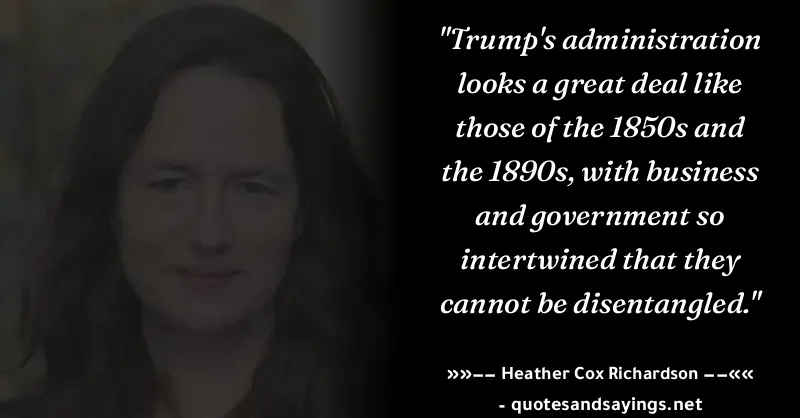 "Trump's administration
looks a great deal like
those of the 1850s and
the 1890s, with business
and government so
intertwined that they
cannot be disentangled."
»»–– Heather Cox Richardson ––««
- quotesandsayings.net